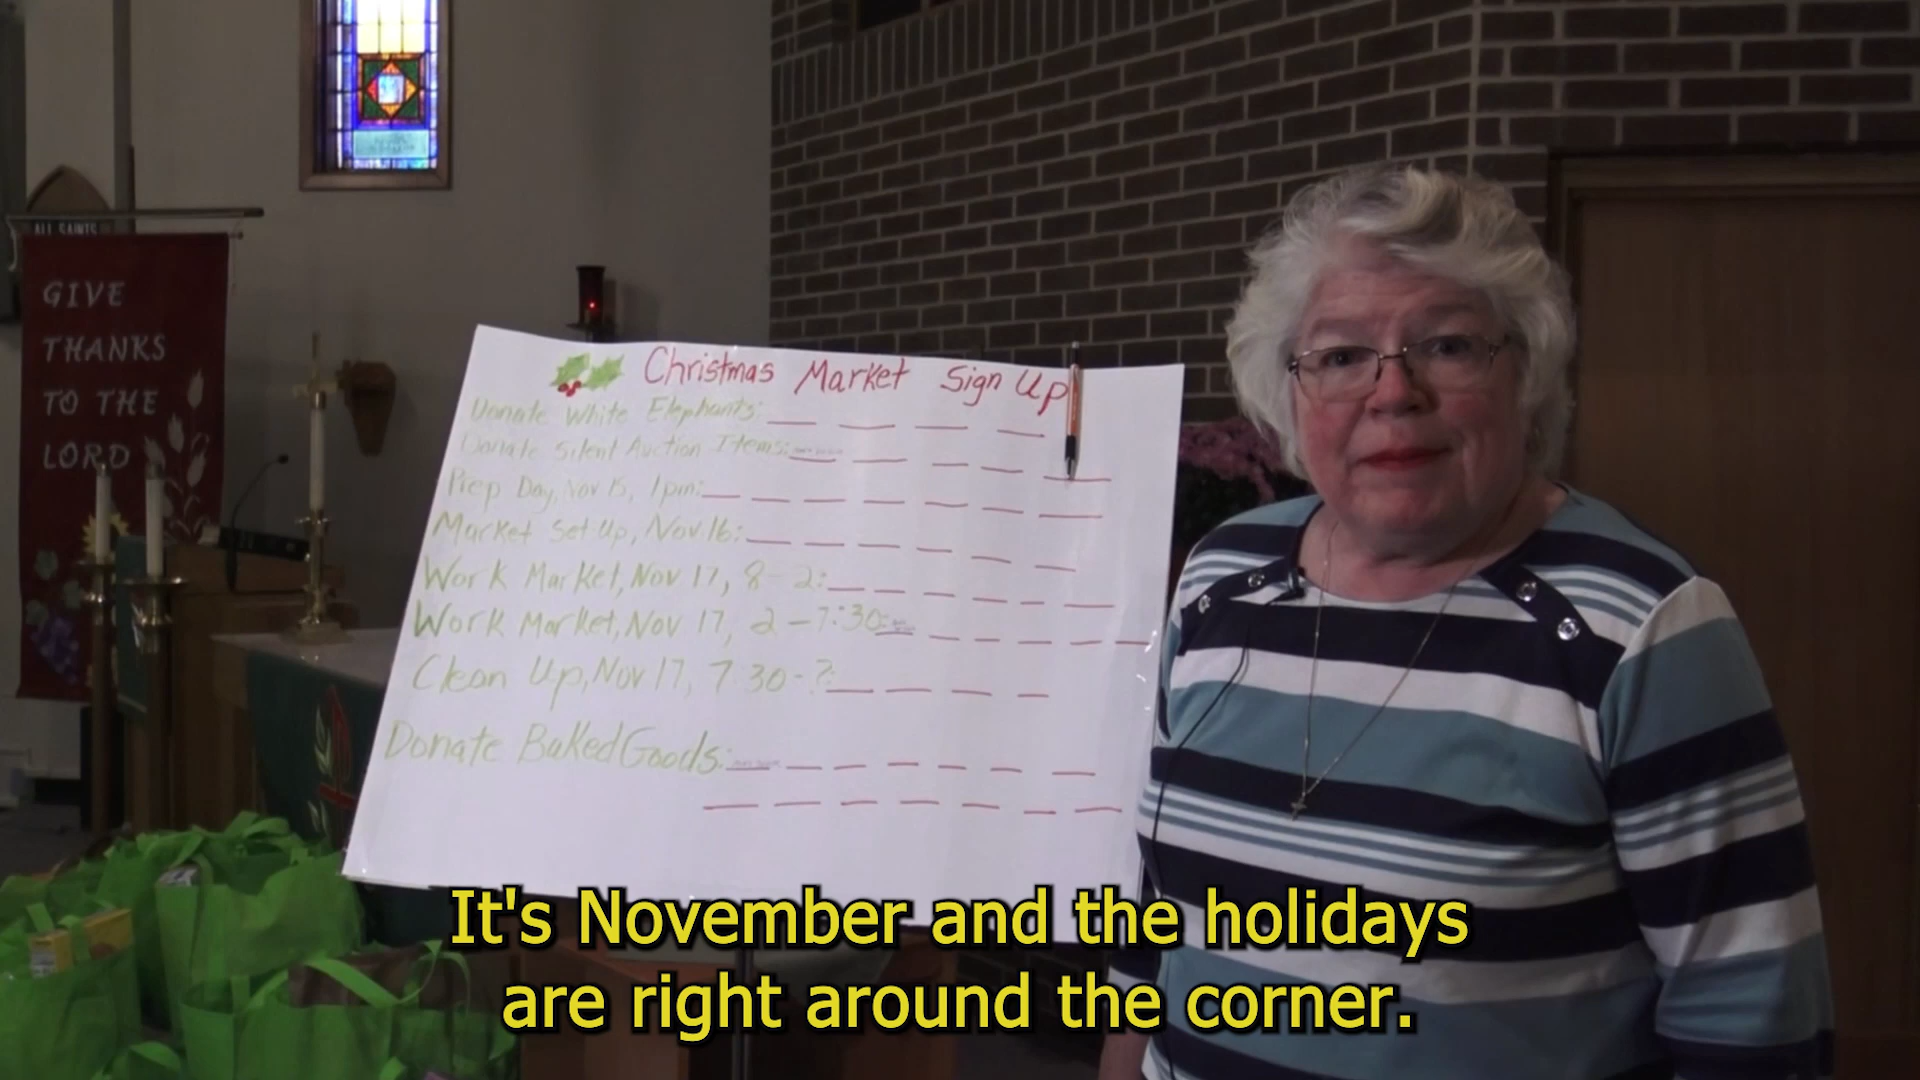 ALL SAINTS
GIVE
THANKS
TO THE
LORD
Christmas Market Sign Up
Donate White Elephants:
Donate Silent Auction Items:
Prep Day, Nov 15, 1pm:
Market Set Up, Nov 16:
Work Market, Nov 17, 8-2:
Work Market, Nov 17, 2-7:30:
Clean Up, Nov 17, 7:30-?:
Donate Baked Goods:
It's November and the holidays
are right around the corner.